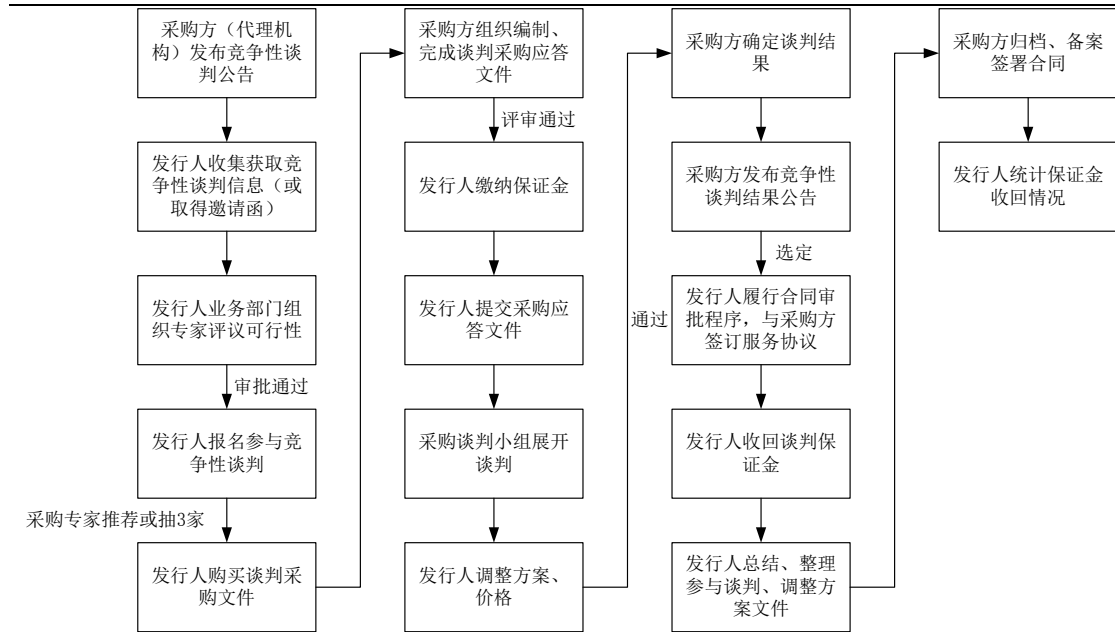 采购方（代理机
构）发布竞争性谈
判公告
发行人收集获取竞
争性谈判信息（或
取得邀请函）
发行人业务部门组
织专家评议可行性
审批通过
发行人报名参与竞
争性谈判
采购专家推荐或抽3家
发行人购买谈判采
购文件
采购方组织编制、
完成谈判采购应答
文件
评审通过
发行人缴纳保证金
发行人提交采购应
答文件
采购谈判小组展开
谈判
发行人调整方案、
价格
通过
采购方确定谈判结
果
采购方发布竞争性
谈判结果公告
选定
发行人履行合同审
批程序，与采购方
签订服务协议
发行人收回谈判保
证金
发行人总结、整理
参与谈判、调整方
案文件
采购方归档、备案
签署合同
发行人统计保证金
收回情况